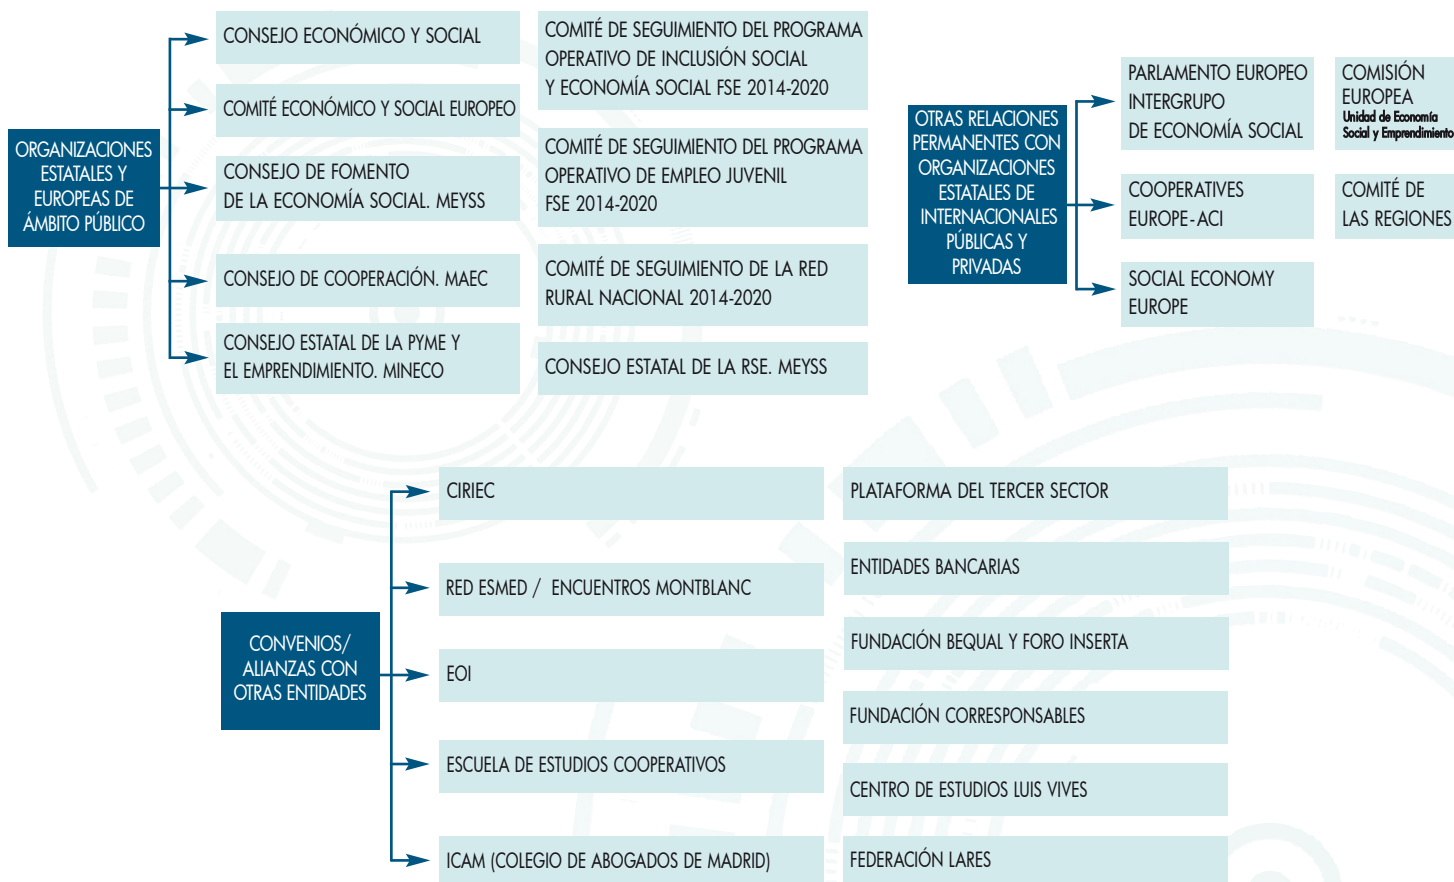 ORGANIZACIONES
ESTATALES Y
EUROPEAS DE
ÁMBITO PÚBLICO
CONSEJO ECONÓMICO Y SOCIAL
COMITÉ ECONÓMICO Y SOCIAL EUROPEO
CONSEJO DE FOMENTO
DE LA ECONOMÍA SOCIAL. MEYSS
CONSEJO DE COOPERACIÓN. MAEC
CONSEJO ESTATAL DE LA PYME Y
EL EMPRENDIMIENTO. MINECO
COMITÉ DE SEGUIMIENTO DEL PROGRAMA
OPERATIVO DE INCLUSIÓN SOCIAL
Y ECONOMÍA SOCIAL FSE 2014-2020
COMITÉ DE SEGUIMIENTO DEL PROGRAMA
OPERATIVO DE EMPLEO JUVENIL
FSE 2014-2020
COMITÉ DE SEGUIMIENTO DE LA RED
RURAL NACIONAL 2014-2020
CONSEJO ESTATAL DE LA RSE. MEYSS
OTRAS RELACIONES
PERMANENTES CON
ORGANIZACIONES
ESTATALES DE
INTERNACIONALES
PÚBLICAS Y
PRIVADAS
PARLAMENTO EUROPEO
INTERGRUPO
DE ECONOMÍA SOCIAL
COOPERATIVES
EUROPE-ACI
SOCIAL ECONOMY
EUROPE
COMISIÓN
EUROPEA
Unidad de Economía
Social y Emprendimiento
COMITÉ DE
LAS REGIONES
CONVENIOS/
ALIANZAS CON
OTRAS ENTIDADES
CIRIEC
RED ESMED / ENCUENTROS MONTBLANC
EOI
ESCUELA DE ESTUDIOS COOPERATIVOS
ICAM (COLEGIO DE ABOGADOS DE MADRID)
PLATAFORMA DEL TERCER SECTOR
ENTIDADES BANCARIAS
FUNDACIÓN BEQUAL Y FORO INSERTA
FUNDACIÓN CORRESPONSABLES
CENTRO DE ESTUDIOS LUIS VIVES
FEDERACIÓN LARES